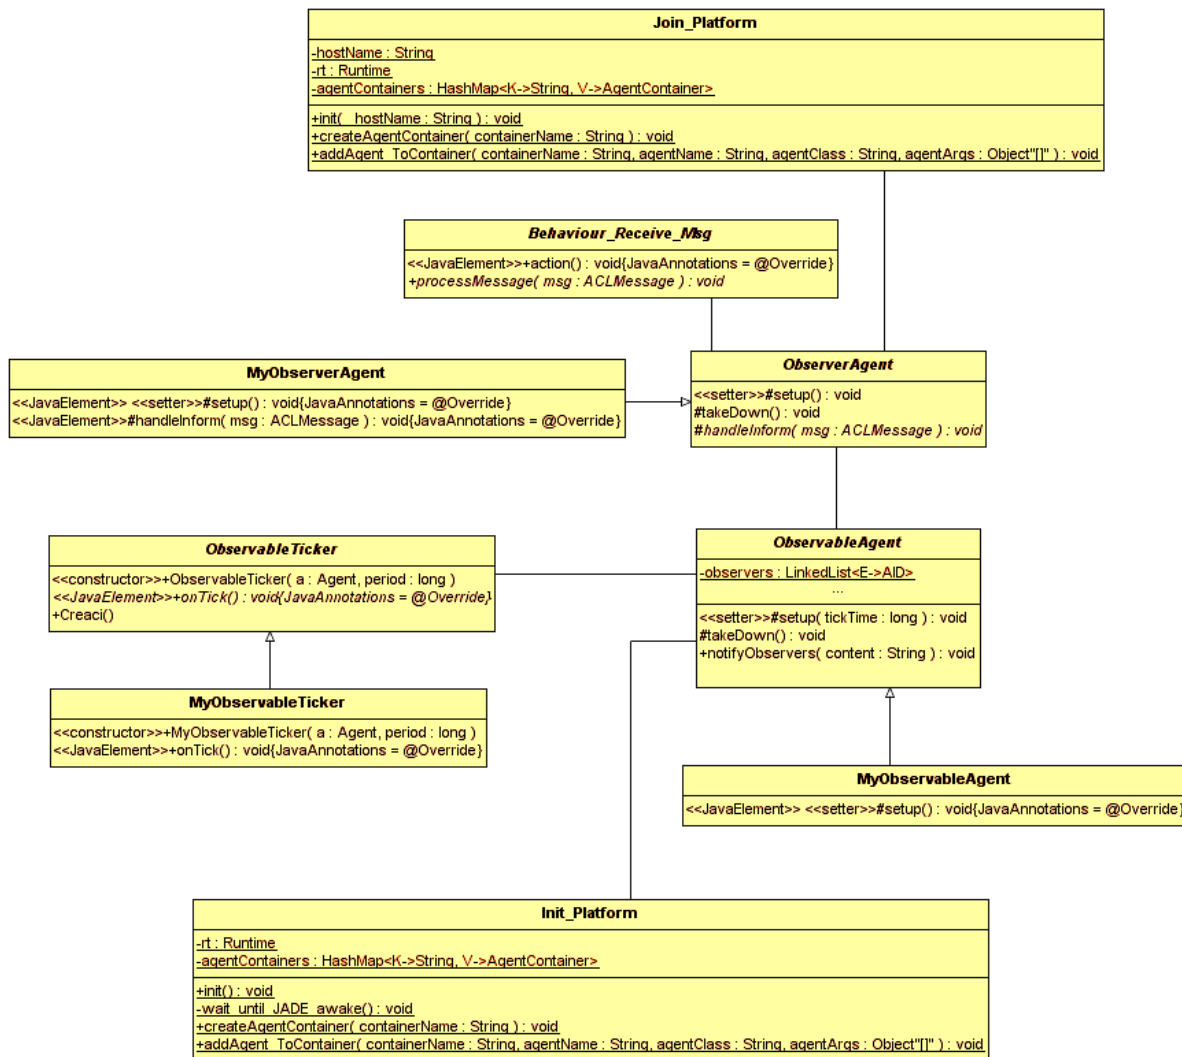 Join_Platform
-hostName : String
-rt : Runtime
-agentContainers : HashMap<K->String, V->AgentContainer>
+init( _hostName : String ) : void
+createAgentContainer( containerName : String ) : void
+addAgent_ToContainer( containerName : String, agentName : String, agentClass : String, agentArgs : Object"[]" ) : void
Behaviour_Receive_Msg
<<JavaElement>>+action() : void{JavaAnnotations = @Override}
+processMessage( msg : ACLMessage ) : void
MyObserverAgent
<<JavaElement>> <<setter>>#setup() : void{JavaAnnotations = @Override}
<<JavaElement>>#handleInform( msg : ACLMessage ) : void{JavaAnnotations = @Override}
ObserverAgent
<<setter>>#setup() : void
#takeDown() : void
#handleInform( msg : ACLMessage ) : void
ObservableTicker
<<constructor>>+ObservableTicker( a : Agent, period : long )
<<JavaElement>>+onTick() : void{JavaAnnotations = @Override}
+Creaci()
ObservableAgent
-observers : LinkedList<E->AID>
...
<<setter>>#setup( tickTime : long ) : void
#takeDown() : void
+notifyObservers( content : String ) : void
MyObservableTicker
<<constructor>>+MyObservableTicker( a : Agent, period : long )
<<JavaElement>>+onTick() : void{JavaAnnotations = @Override}
MyObservableAgent
<<JavaElement>> <<setter>>#setup() : void{JavaAnnotations = @Override}
Init_Platform
-rt : Runtime
-agentContainers : HashMap<K->String, V->AgentContainer>
+init() : void
-wait_until_JADE_awake() : void
+createAgentContainer( containerName : String ) : void
+addAgent_ToContainer( containerName : String, agentName : String, agentClass : String, agentArgs : Object"[]" ) : void